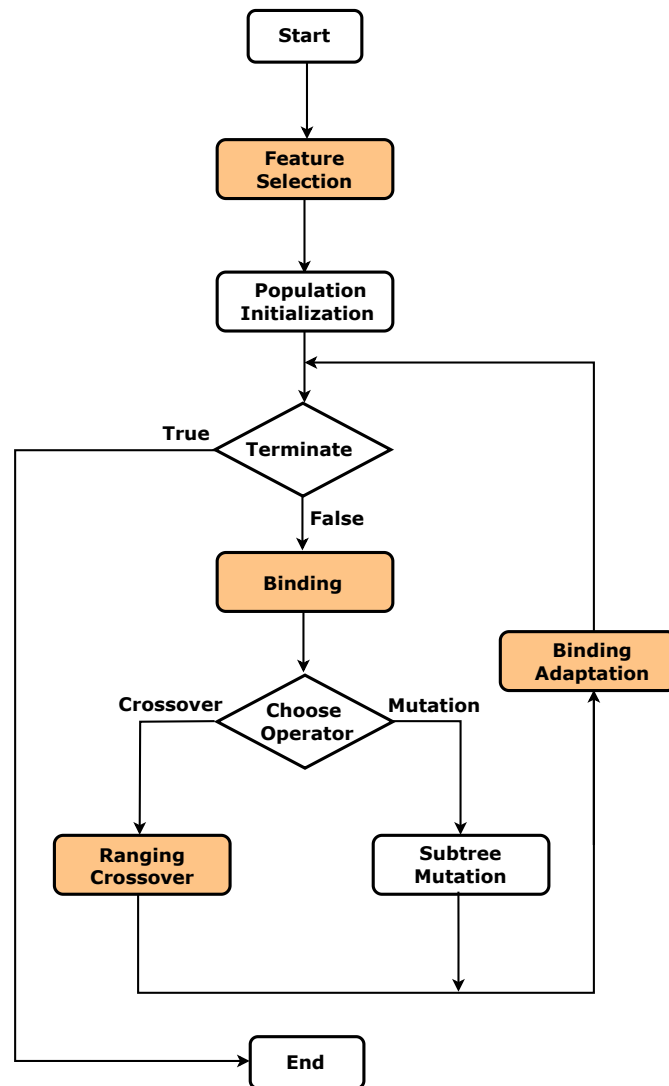 Start
Feature
Selection
Population
Initialization
True
Terminate
False
Binding
Binding
Adaptation
Crossover
Choose
Operator
Mutation
Ranging
Crossover
Subtree
Mutation
End